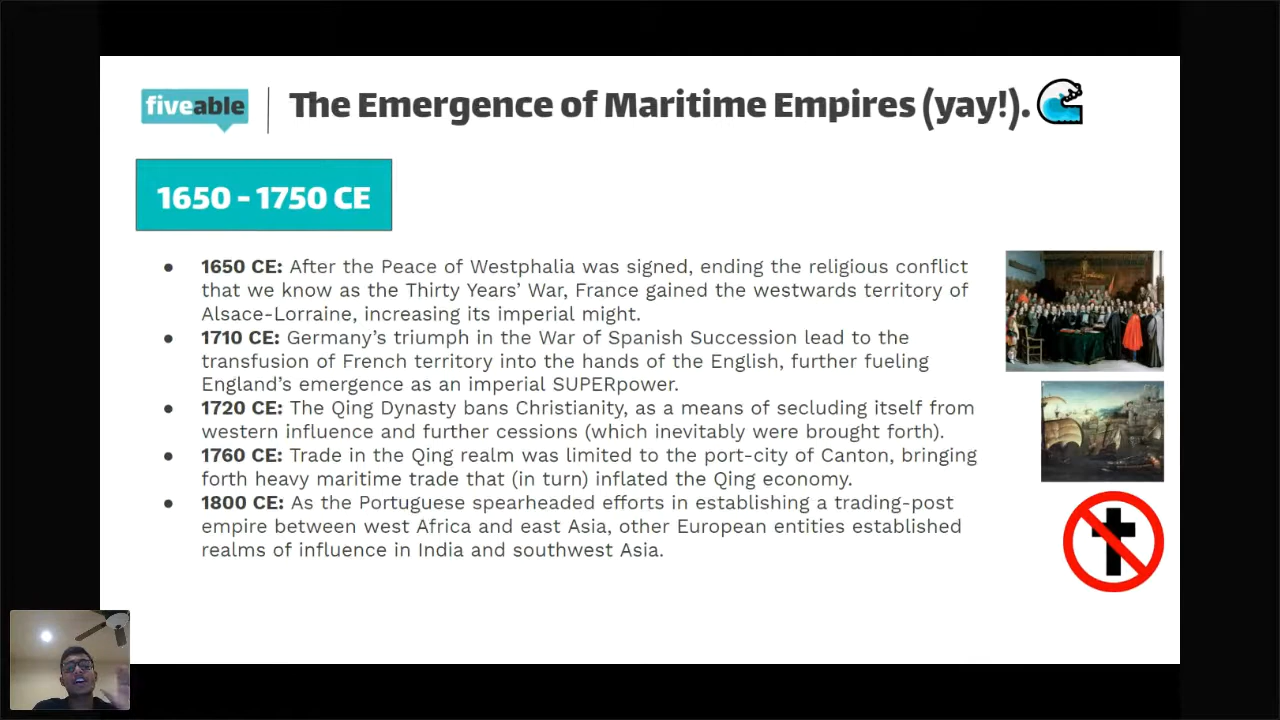 fiveable
The Emergence of Maritime Empires (yay!).
1650 - 1750 CE
● 1650 CE: After the Peace of Westphalia was signed, ending the religious conflict
that we know as the Thirty Years’ War, France gained the westwards territory of
Alsace-Lorraine, increasing its imperial might.
● 1710 CE: Germany’s triumph in the War of Spanish Succession lead to the
transfusion of French territory into the hands of the English, further fueling
England’s emergence as an imperial SUPERpower.
● 1720 CE: The Qing Dynasty bans Christianity, as a means of secluding itself from
western influence and further cessions (which inevitably were brought forth).
● 1760 CE: Trade in the Qing realm was limited to the port-city of Canton, bringing
forth heavy maritime trade that (in turn) inflated the Qing economy.
● 1800 CE: As the Portuguese spearheaded efforts in establishing a trading-post
empire between west Africa and east Asia, other European entities established
realms of influence in India and southwest Asia.